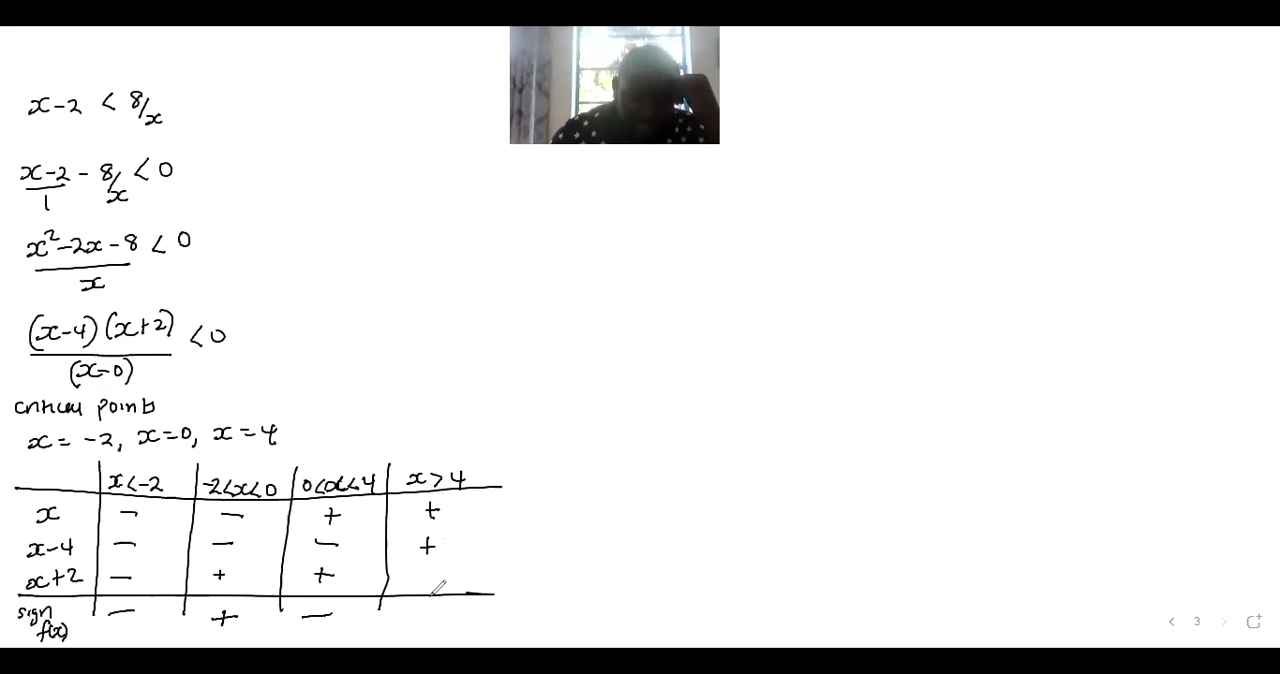 x-2 < 8/x
(x-2)/1 - 8/x < 0
(x²-2x-8)/x < 0
((x-4)(x+2))/(x-0) < 0
critical points
x = -2, x=0, x=4
x<-2 -2<x<0 0<x<4 x>4
x - - + +
x-4 - - - +
x+2 - + +
sign f(x) - + -
< 3 >